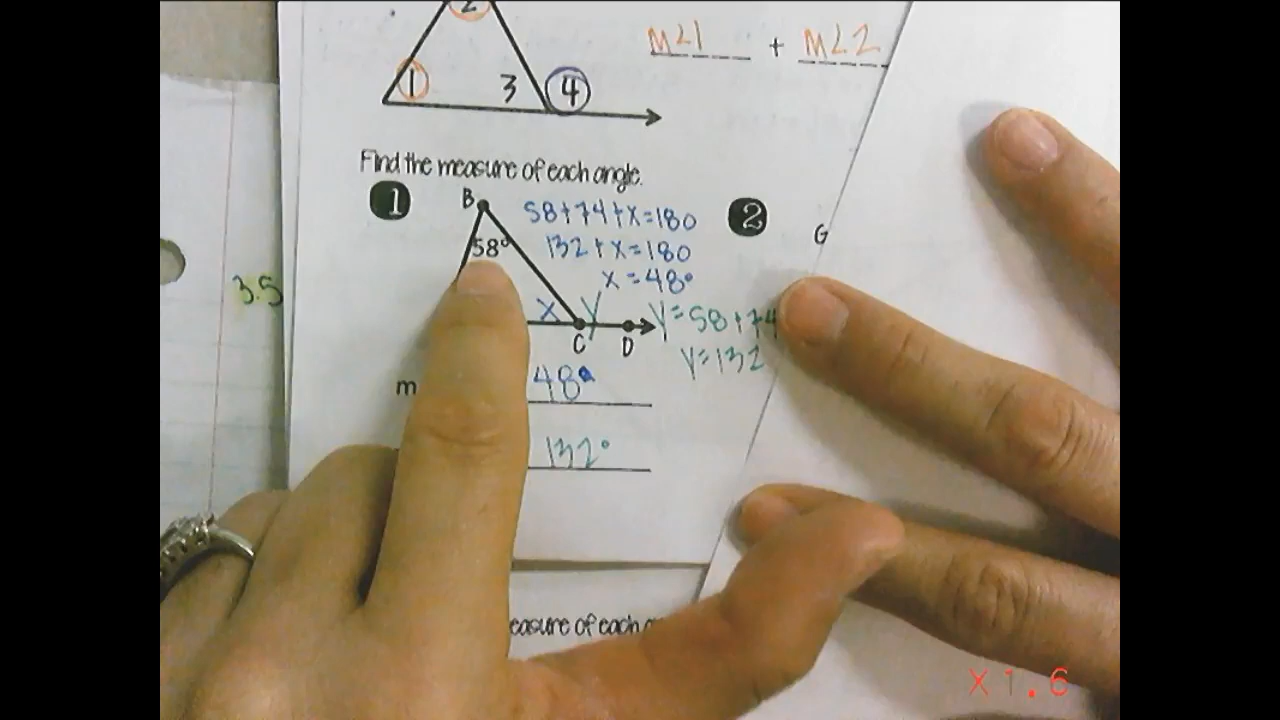 2
m∠1 + m∠2
1 3 4
Find the measure of each angle.
1
B
58°
58+74+x=180
132+x=180
x=48°
2
G
3.5
x y
C D
y=58+74
y=132
m
48°
132°
easure of each a
X1.6